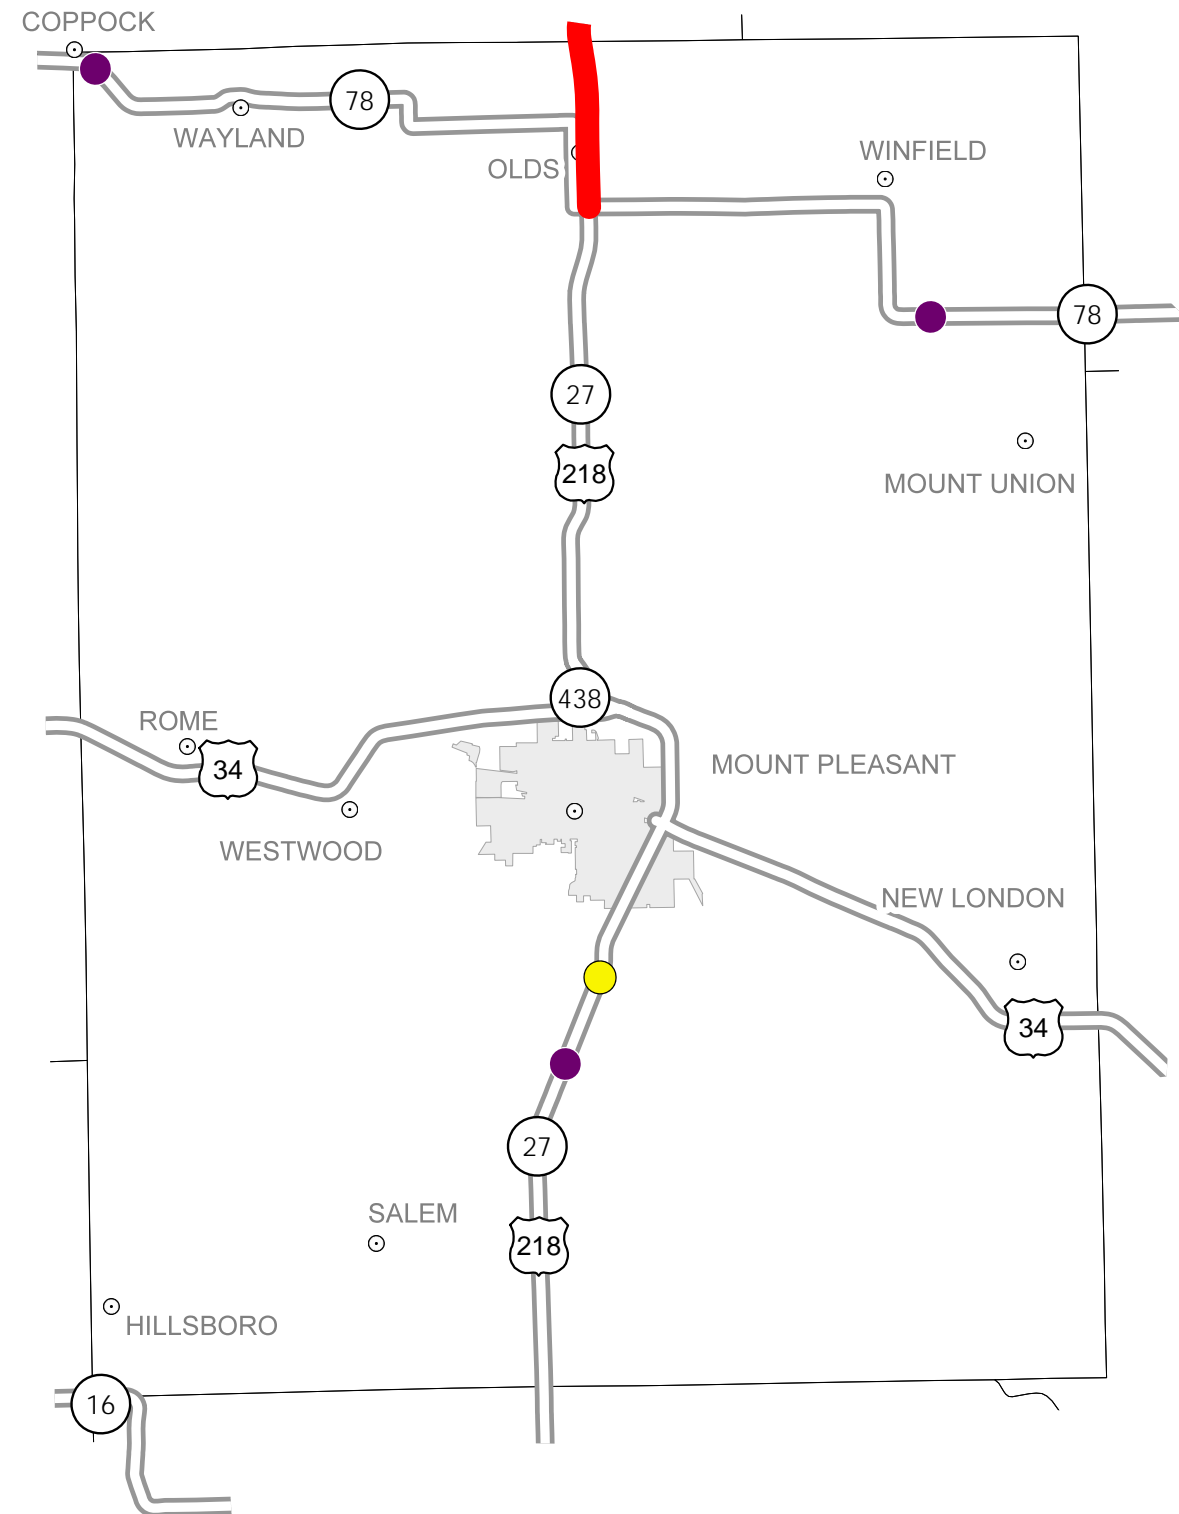 COPPOCK
78
WAYLAND
WINFIELD
OLDS
78
27
218
MOUNT UNION
438
ROME
MOUNT PLEASANT
34
WESTWOOD
NEW LONDON
34
27
SALEM
218
HILLSBORO
16